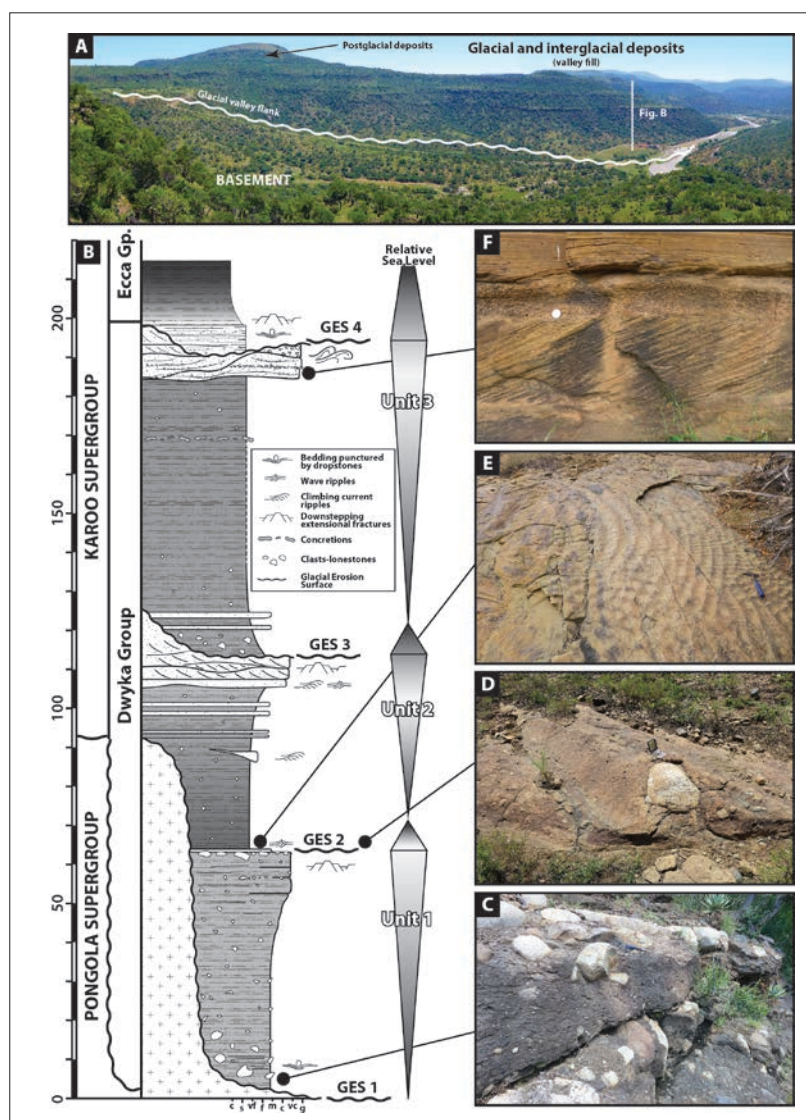 A
Postglacial deposits
Glacial and interglacial deposits
(valley fill)
Glacial valley flank
Fig. B
BASEMENT
B
Ecca Gp.
KAROO SUPERGROUP
Dwyka Group
PONGOLA SUPERGROUP
200
150
100
50
0
Relative
Sea Level
GES 4
Unit 3
Bedding punctured
by dropstones
Wave ripples
Climbing current
ripples
Downstepping
extensional fractures
Concretions
Clasts-lonestones
Glacial Erosion
Surface
GES 3
Unit 2
GES 2
Unit 1
GES 1
c s vf f m c vc g
F
E
D
C